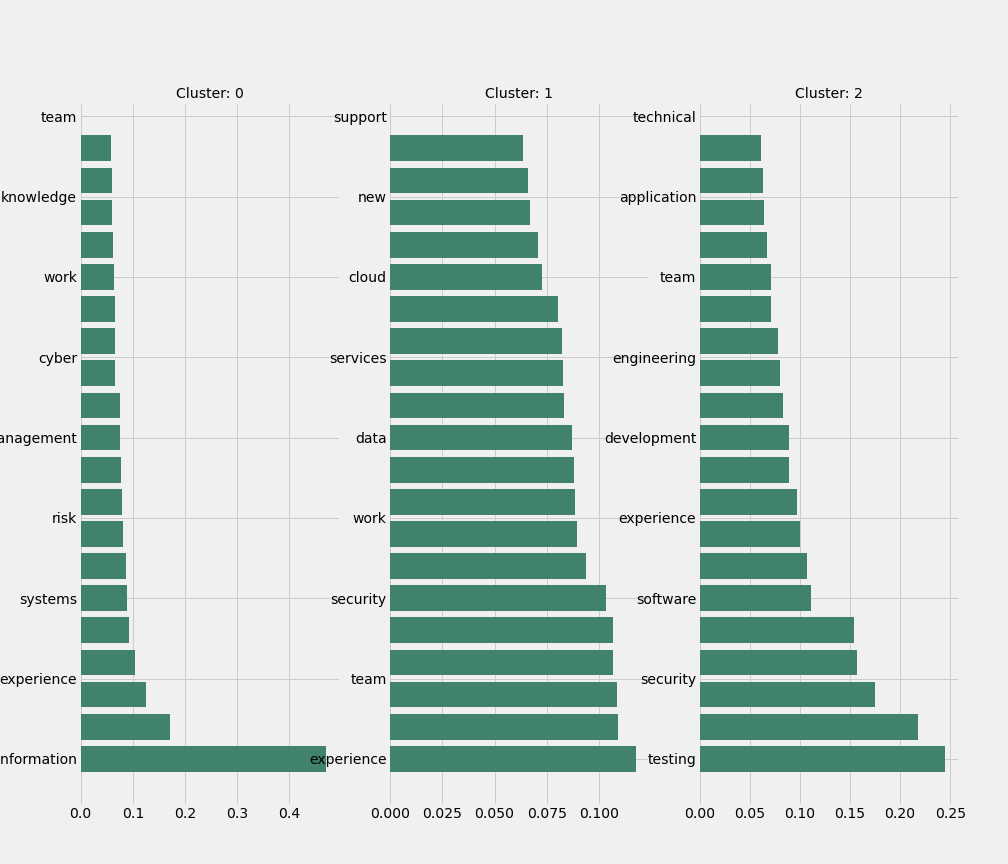 Cluster: 0
team
knowledge
work
cyber
anagement
risk
systems
experience
nformation
0.0 0.1 0.2 0.3 0.4
Cluster: 1
support
new
cloud
services
data
work
security
team
experience
0.000 0.025 0.050 0.075 0.100
Cluster: 2
technical
application
team
engineering
development
experience
software
security
testing
0.00 0.05 0.10 0.15 0.20 0.25